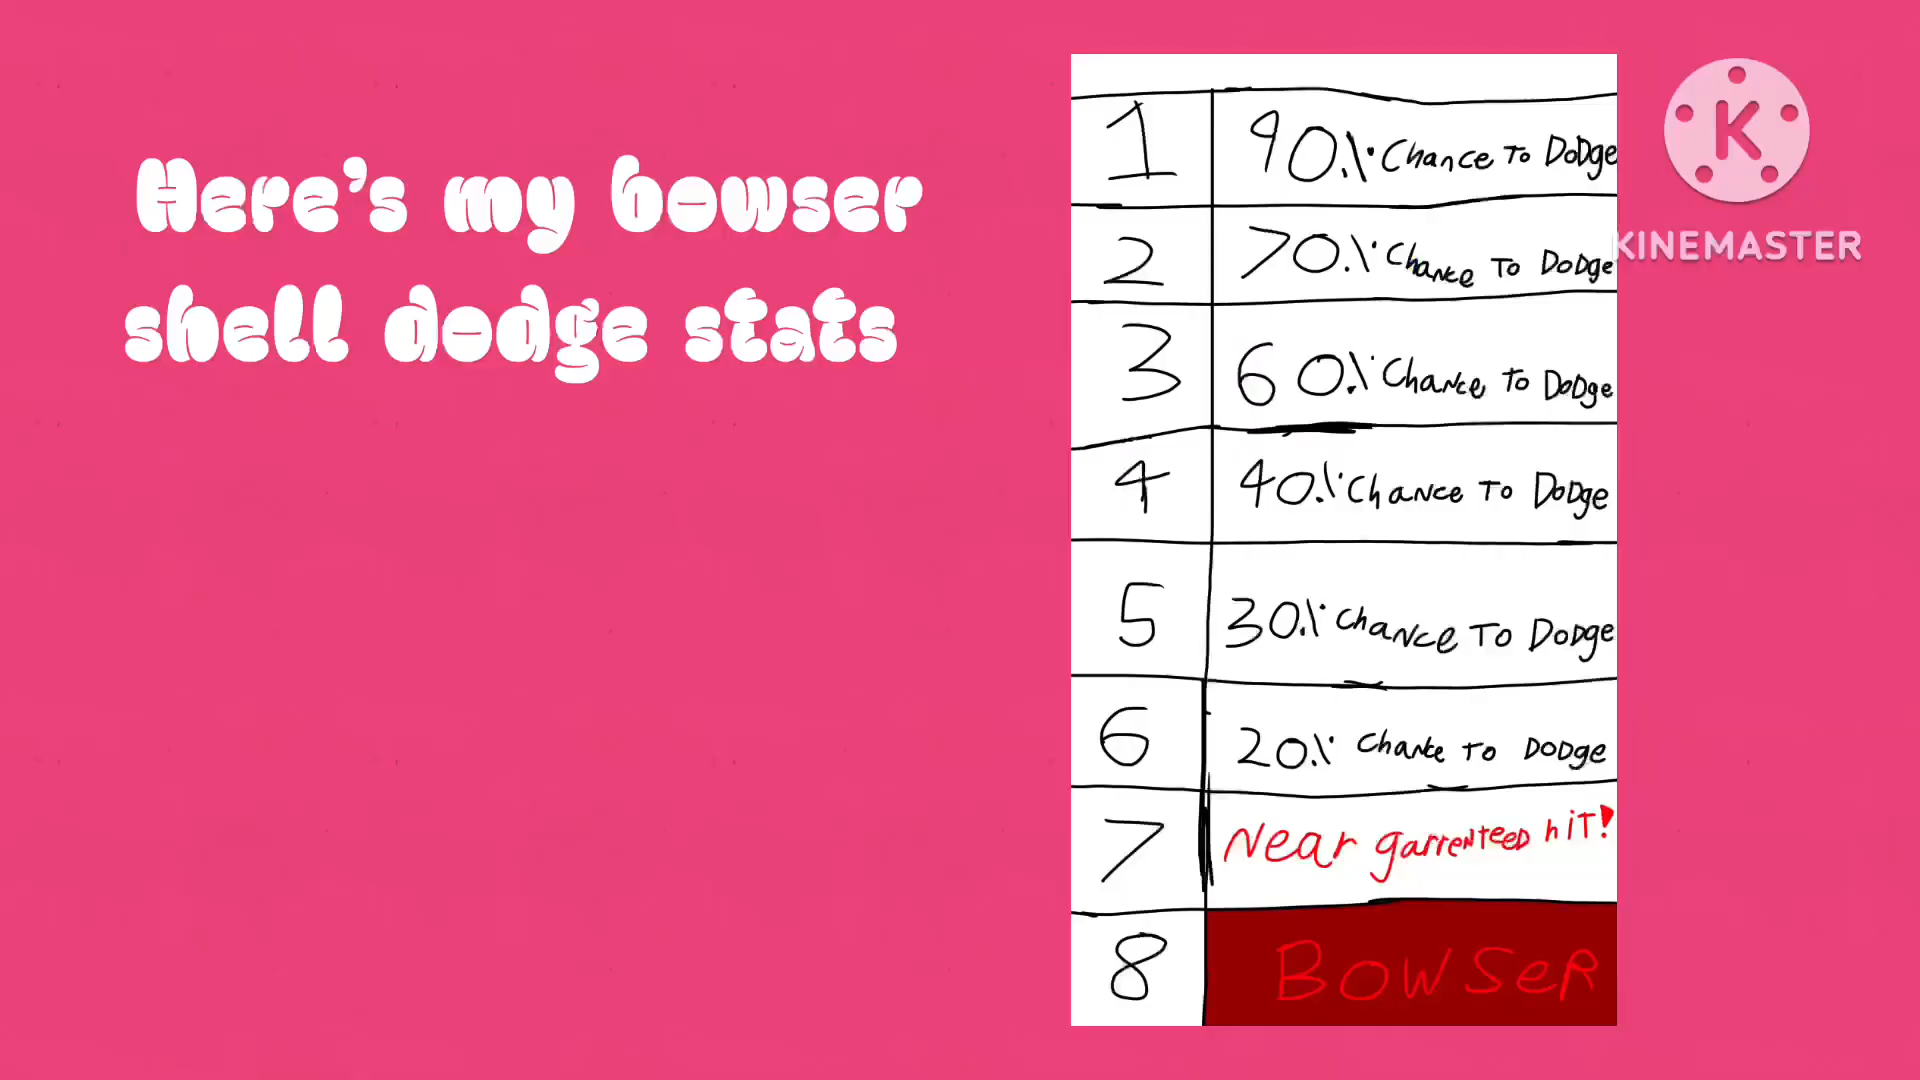 Here's my bowser
shell dodge stats
1 90% Chance To Dodge
2 70% Chance To Dodge
3 60% Chance To Dodge
4 40% Chance To Dodge
5 30% Chance To Dodge
6 20% Chance To Dodge
7 Near garrenteed hit!
8 BOWSER
K
KINEMASTER